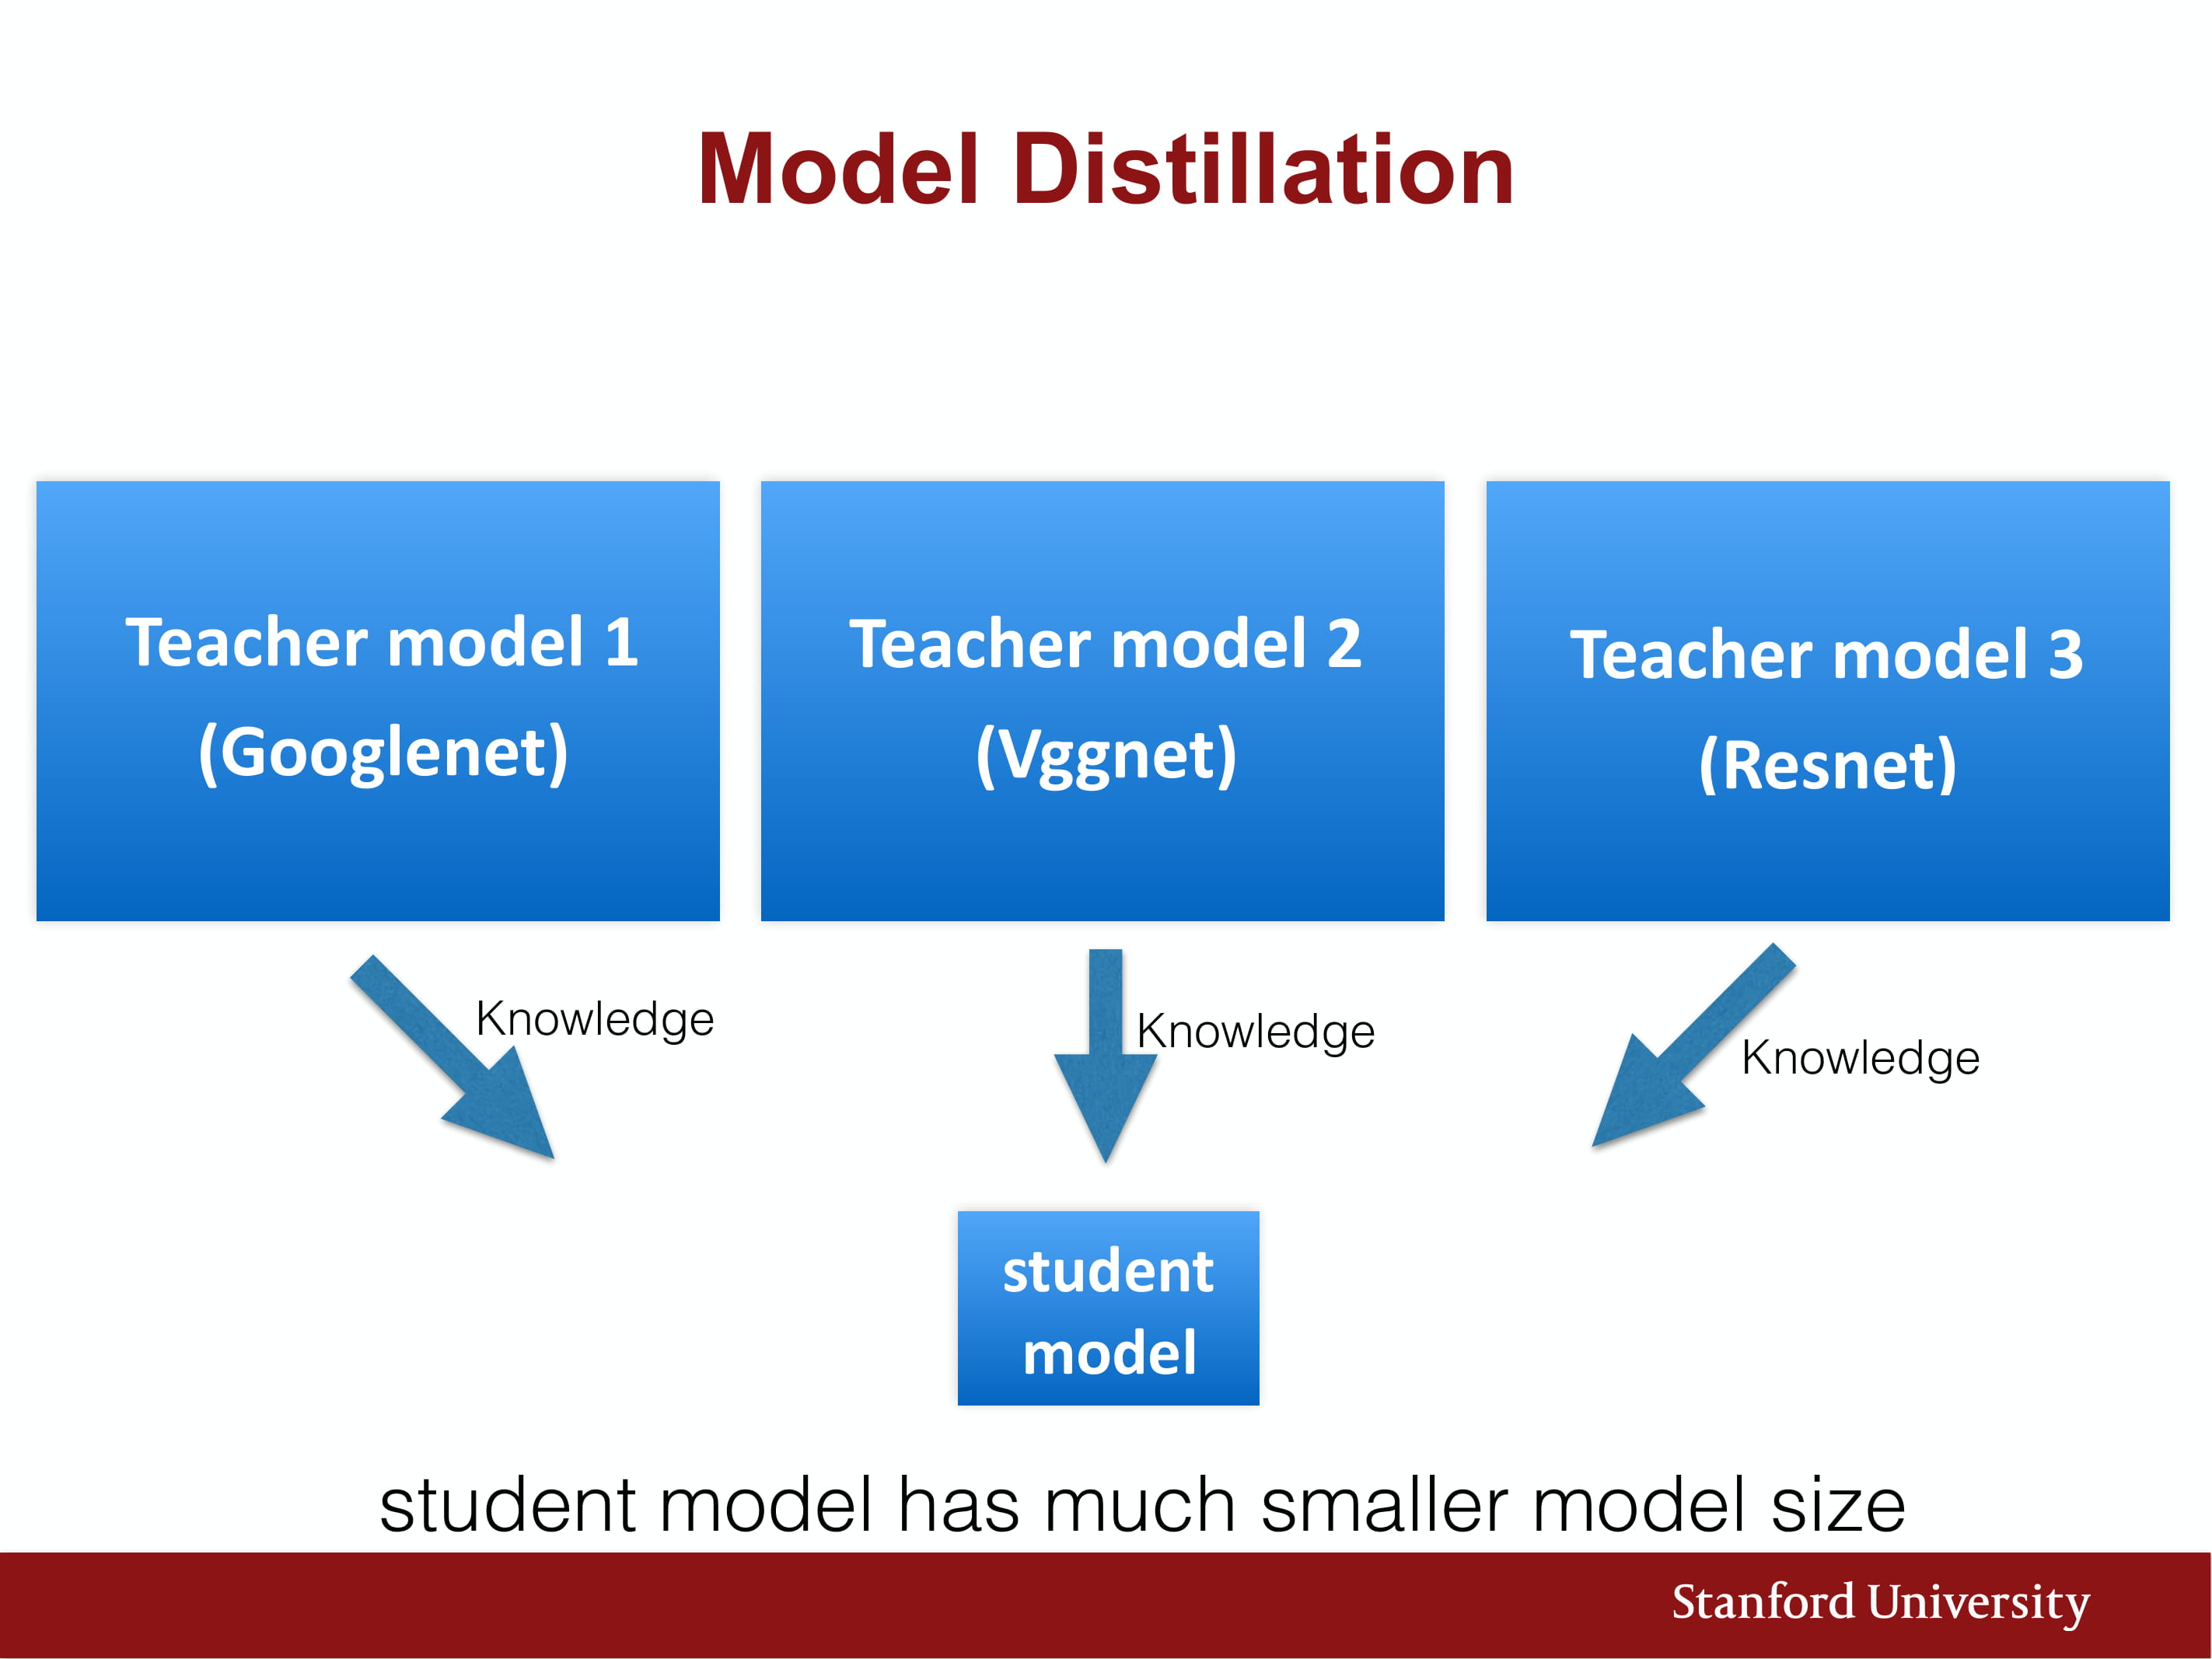 Model Distillation
Teacher model 1
(Googlenet)
Teacher model 2
(Vggnet)
Teacher model 3
(Resnet)
Knowledge
Knowledge
Knowledge
student
model
student model has much smaller model size
Stanford University